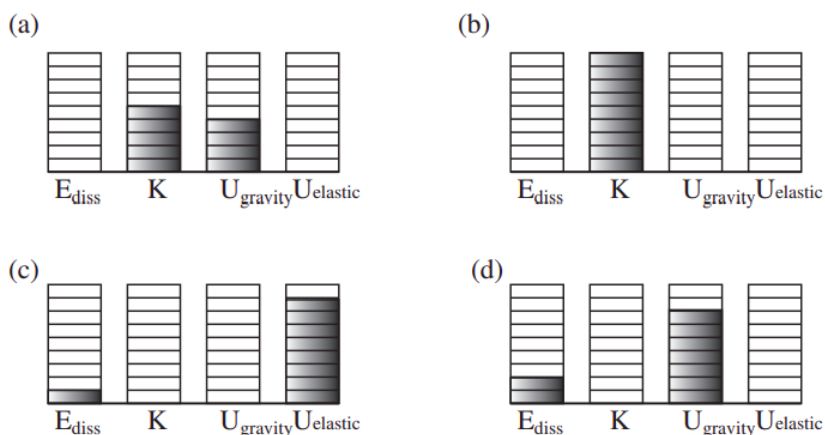 (a) (b)
E_diss K U_gravity U_elastic E_diss K U_gravity U_elastic
(c) (d)
E_diss K U_gravity U_elastic E_diss K U_gravity U_elastic